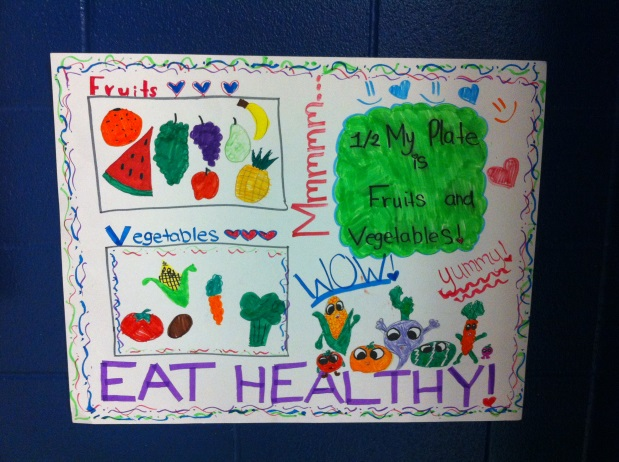 Fruits
Vegetables
Mmmmm...
1/2 My Plate
is
Fruits and
Vegetables!
WOW!
yummy!
EAT HEALTHY!